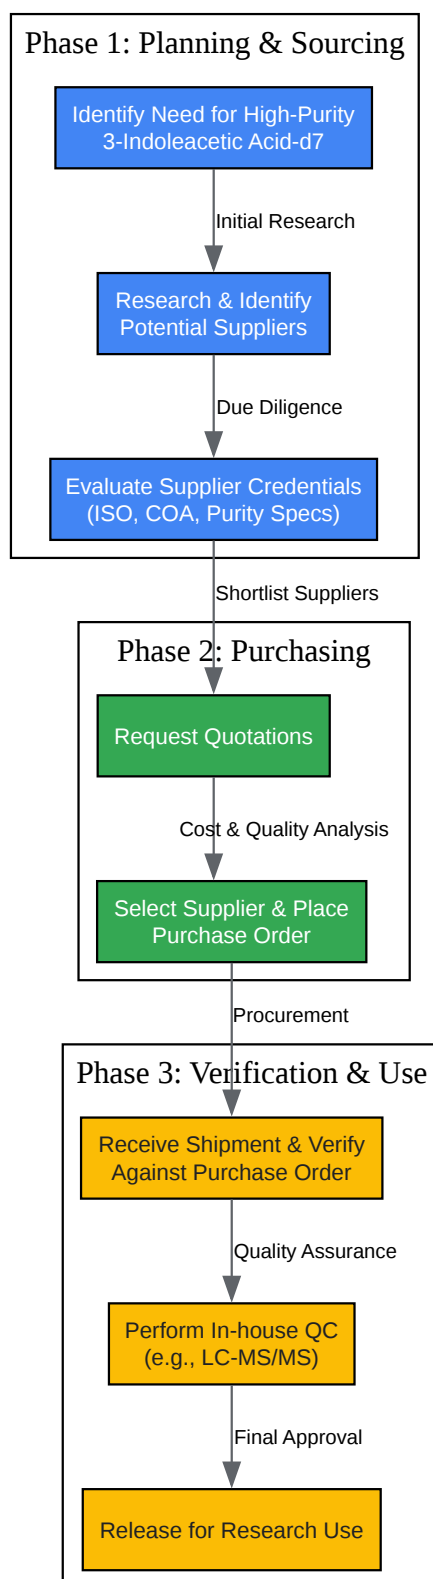 Phase 1: Planning & Sourcing
Identify Need for High-Purity
3-Indoleacetic Acid-d7
Initial Research
Research & Identify
Potential Suppliers
Due Diligence
Evaluate Supplier Credentials
(ISO, COA, Purity Specs)
Shortlist Suppliers
Phase 2: Purchasing
Request Quotations
Cost & Quality Analysis
Select Supplier & Place
Purchase Order
Procurement
Phase 3: Verification & Use
Receive Shipment & Verify
Against Purchase Order
Quality Assurance
Perform In-house QC
(e.g., LC-MS/MS)
Final Approval
Release for Research Use